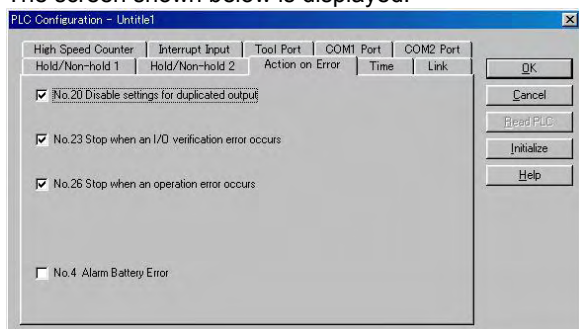 The screen shown below is displayed.
PLC Configuration - Untitle1
High Speed Counter Interrupt Input Tool Port COM1 Port COM2 Port
Hold/Non-hold 1 Hold/Non-hold 2 Action on Error Time Link
OK
No.20 Disable settings for duplicated output
Cancel
Read PLC
No.23 Stop when an I/O verification error occurs
Initialize
No.26 Stop when an operation error occurs
Help
No.4 Alarm Battery Error